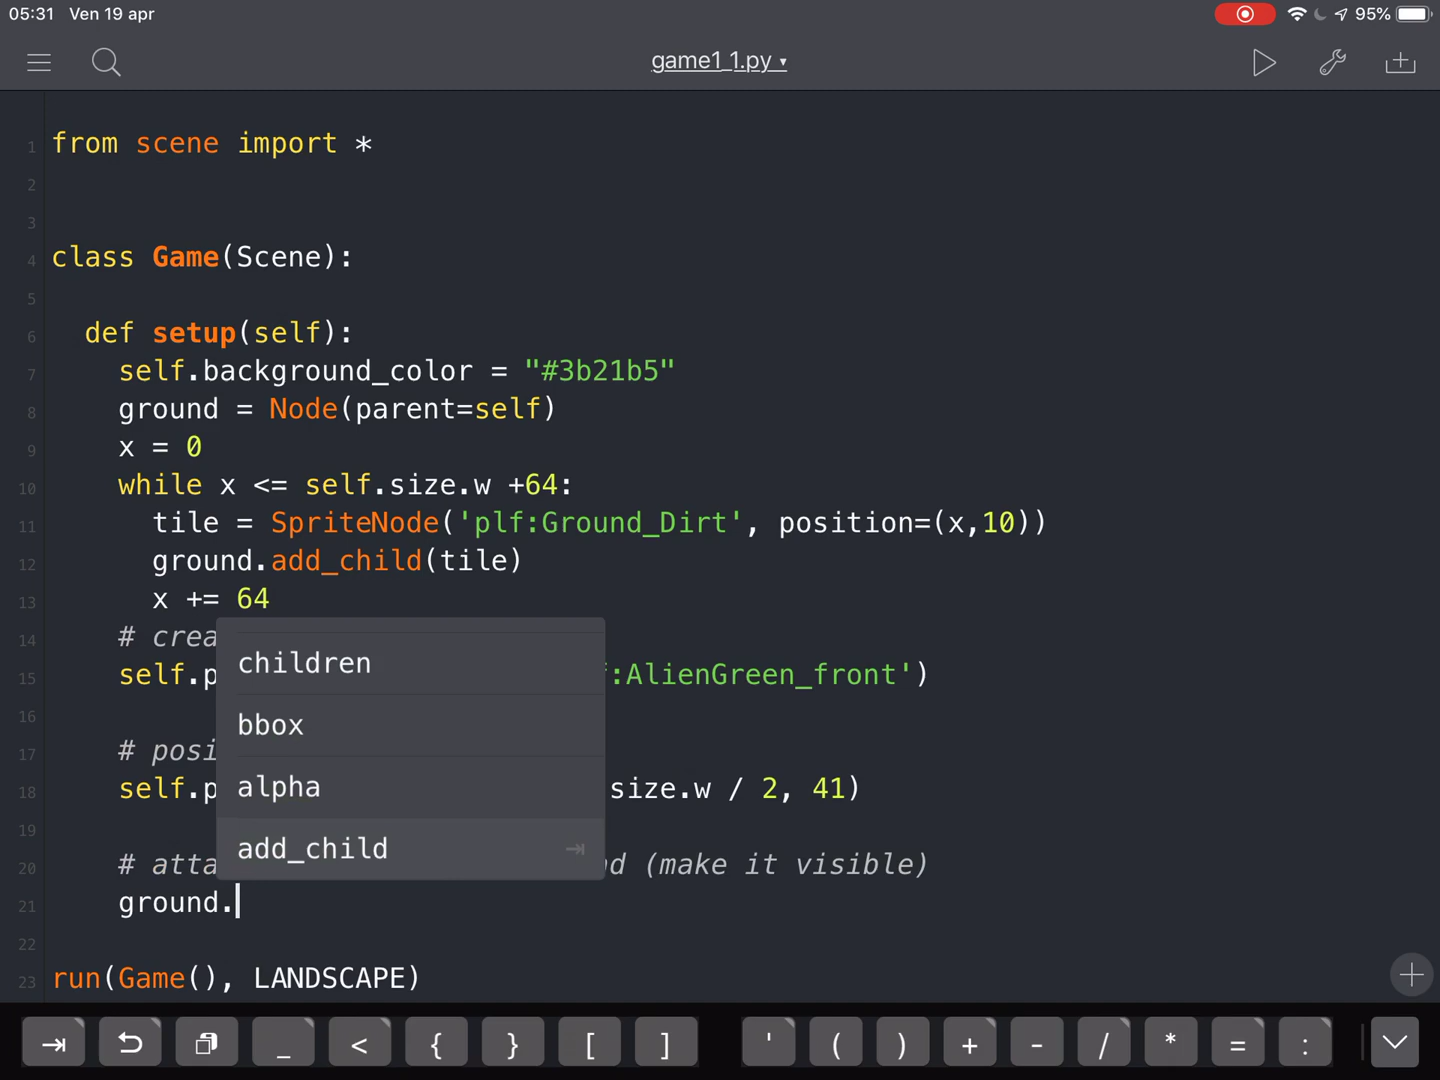 05:31 Ven 19 apr
95%
game1_1.py ▾
1 from scene import *
2
3
4 class Game(Scene):
5
6 def setup(self):
7 self.background_color = "#3b21b5"
8 ground = Node(parent=self)
9 x = 0
10 while x <= self.size.w +64:
11 tile = SpriteNode('plf:Ground_Dirt', position=(x,10))
12 ground.add_child(tile)
13 x += 64
14 # crea
children
15 self.p :AlienGreen_front')
16
bbox
17 # posi
alpha
18 self.p size.w / 2, 41)
19
add_child ⇥
20 # atta d (make it visible)
21 ground.
22
23 run(Game(), LANDSCAPE)
⇥ _ < { } [ ] ' ( ) + - / * = :